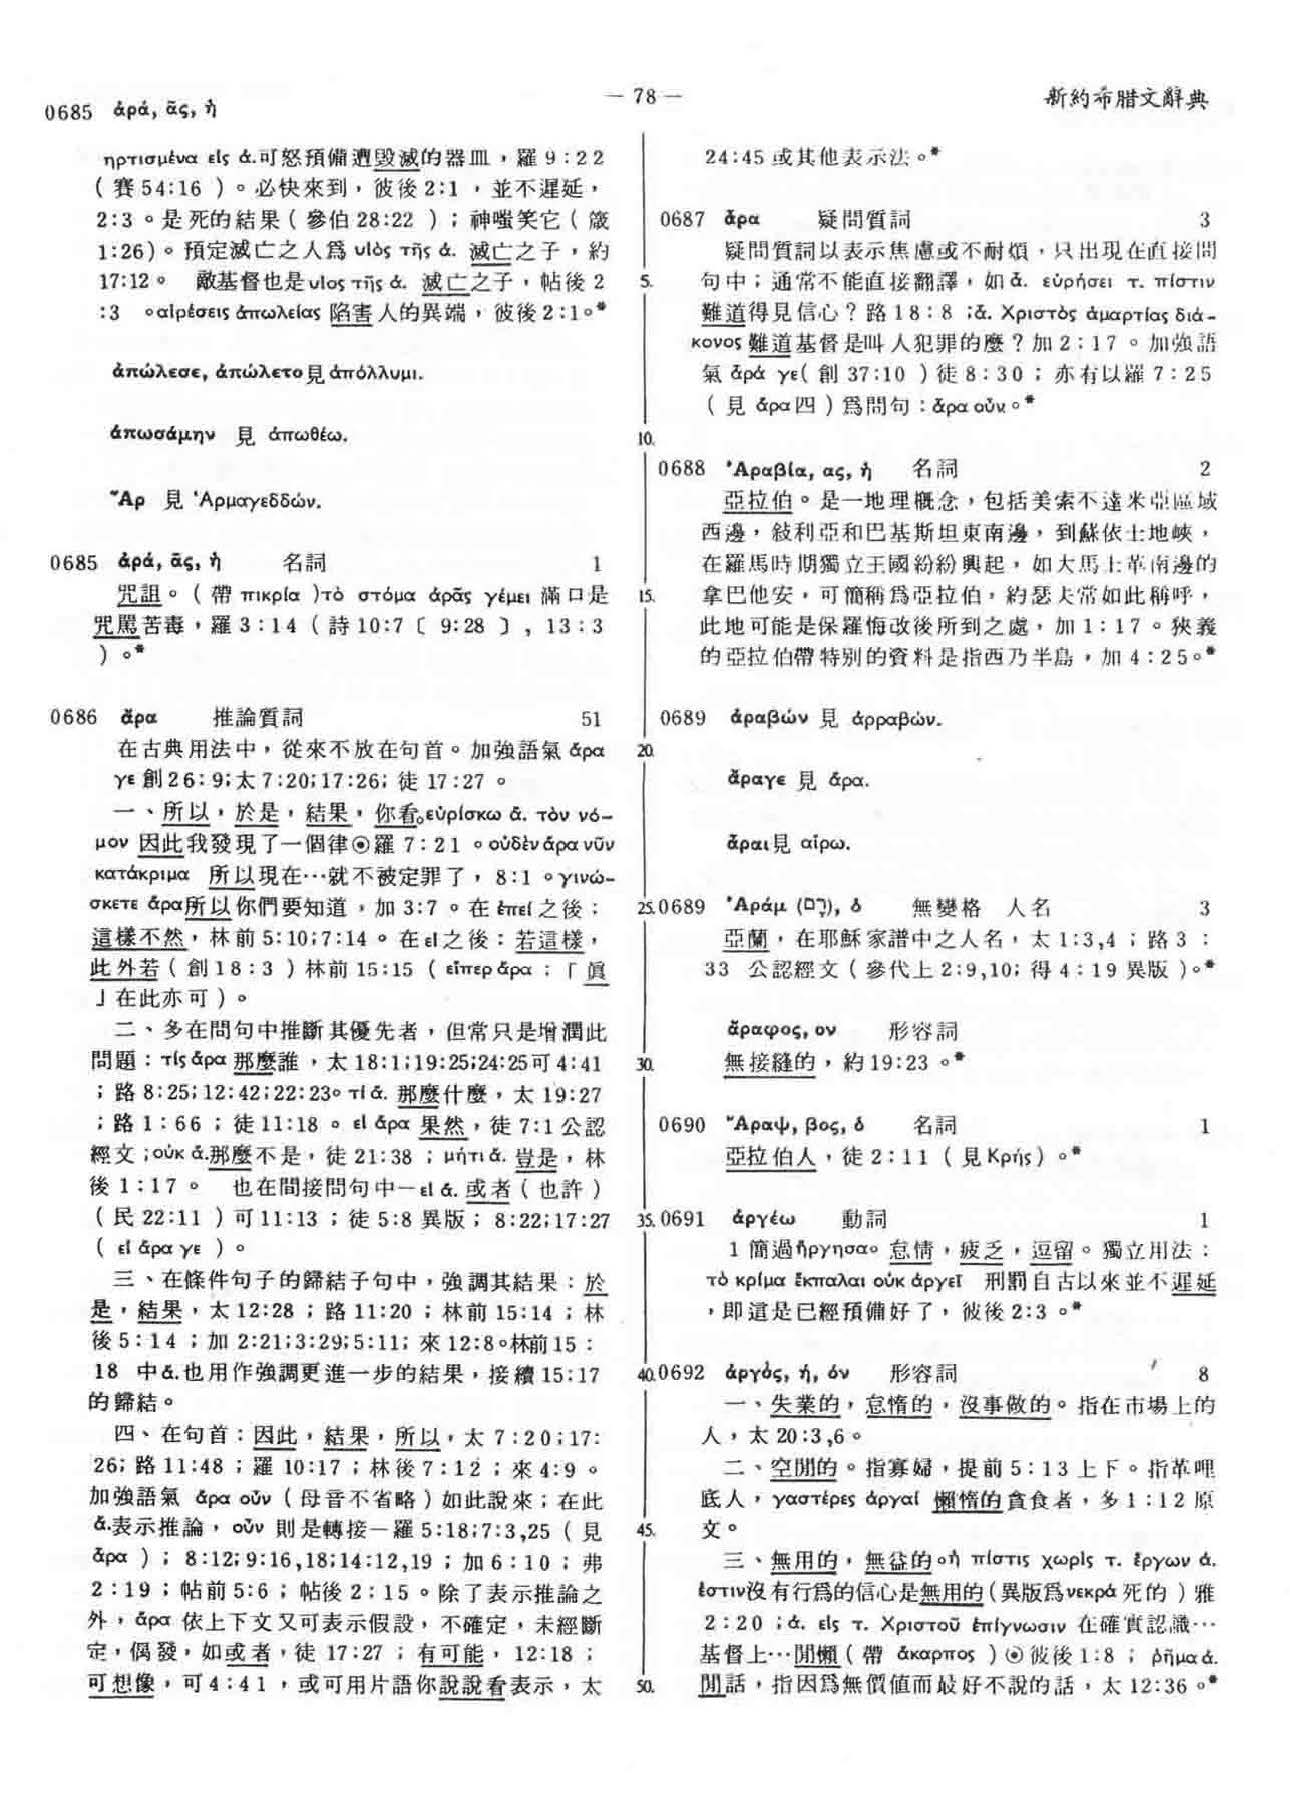 0685 ἀρά, ᾶς, ἡ
— 78 —
新約希腊文辭典
ηρτισμένα εἰς ἀ.可怒預備遭毀滅的器皿，羅 9:22
( 賽 54:16 )。必快來到，彼後 2:1 ，並不遲延，
2:3 。是死的結果 ( 參伯 28:22 ) ; 神嗤笑它 ( 箴
1:26)。預定滅亡之人爲 υἱὸς τῆς ἀ. 滅亡之子，約
17:12。 敵基督也是 υἱος τῆς ἀ. 滅亡之子，帖後 2
:3 。αἱρέσεις ἀπωλείας 陷害人的異端，彼後 2:1。*
ἀπώλεσε, ἀπώλετο 見 ἀπόλλυμι.
ἀπωσάμην 見 ἀπωθέω.
Ἄρ 見 Ἁρμαγεδδών.
0685 ἀρά, ᾶς, ἡ 名詞 1
咒詛。( 帶 πικρία )τὸ στόμα ἀρᾶς γέμει 滿口是
咒駡苦毒，羅 3:14 ( 詩 10:7〔 9:28 〕, 13:3
) 。*
0686 ἄρα 推論質詞 51
在古典用法中，從來不放在句首。加強語氣 ἄρα
γε 創 26:9;太 7:20;17:26; 徒 17:27 。
一、所以，於是，結果，你看。εὑρίσκω ἄ. τὸν νό-
μον 因此我發現了一個律⊙羅 7:21 。οὐδὲν ἄρα νῦν
κατάκριμα 所以現在…就不被定罪了，8:1 。γινώ-
σκετε ἄρα所以你們要知道，加 3:7 。在 ἐπεί 之後：
這樣不然，林前 5:10;7:14 。在 εἰ 之後：若這樣，
此外若 ( 創 18:3 ) 林前 15:15 ( εἴπερ ἄρα：「眞
」在此亦可 ) 。
二、多在問句中推斷其優先者，但常只是增潤此
問題：τίς ἄρα 那麼誰，太 18:1;19:25;24:25可 4:41
; 路 8:25;12:42;22:23。τί ἄ. 那麼什麼，太 19:27
; 路 1:66 ; 徒 11:18 。εἰ ἄρα 果然，徒 7:1 公認
經文 ;οὐκ ἄ.那麼不是，徒 21:38 ; μήτι ἄ. 豈是，林
後 1:17 。 也在間接問句中—εἰ ἄ. 或者 ( 也許 )
( 民 22:11 ) 可 11:13 ; 徒 5:8 異版 ; 8:22;17:27
( εἰ ἄρα γε ) 。
三、在條件句子的歸結子句中，強調其結果：於
是，結果，太 12:28 ; 路 11:20 ; 林前 15:14 ; 林
後 5:14 ; 加 2:21;3:29;5:11; 來 12:8。林前 15:
18 中 ἄ.也用作強調更進一步的結果，接續 15:17
的歸結。
四、在句首：因此，結果，所以，太 7:20;17:
26; 路 11:48 ; 羅 10:17 ; 林後 7:12 ; 來 4:9 。
加強語氣 ἄρα οὖν ( 母音不省略 ) 如此說來；在此
ἄ.表示推論，οὖν 則是轉接—羅 5:18;7:3,25 ( 見
ἆρα ) ; 8:12;9:16,18;14:12,19 ; 加 6:10 ; 弗
2:19 ; 帖前 5:6 ; 帖後 2:15 。除了表示推論之
外，ἄρα 依上下文又可表示假設，不確定，未經斷
定，偶發，如或者，徒 17:27 ; 有可能，12:18 ;
可想像，可 4:41 ，或可用片語你說說看表示，太
5.
10.
15.
20.
25.
30.
35.
40.
45.
50.
24:45 或其他表示法。*
0687 ἆρα 疑問質詞 3
疑問質詞以表示焦慮或不耐煩，只出現在直接問
句中；通常不能直接翻譯，如 ἆ. εὑρήσει τ. πίστιν
難道得見信心？路 18:8 ;ἆ. Χριστὸς ἁμαρτίας διά-
κονος 難道基督是叫人犯罪的麼？加 2:17 。加強語
氣 ἆρά γε( 創 37:10 ) 徒 8:30 ; 亦有以羅 7:25
( 見 ἄρα 四 ) 爲問句：ἆρα οὖν。*
0688 Ἀραβία, ας, ἡ 名詞 2
亞拉伯。是一地理概念，包括美索不達米亞區域
西邊，敍利亞和巴基斯坦東南邊，到蘇依士地峽，
在羅馬時期獨立王國紛紛興起，如大馬士革南邊的
拿巴他安，可簡稱爲亞拉伯，約瑟夫常如此稱呼，
此地可能是保羅悔改後所到之處，加 1:17 。狹義
的亞拉伯帶特别的資料是指西乃半島，加 4:25。*
0689 ἀραβών 見 ἀρραβών.
ἄραγε 見 ἄρα.
ἆραι 見 αἴρω.
0689 Ἀράμ (רָם), ὁ 無變格 人名 3
亞蘭，在耶穌家譜中之人名，太 1:3,4 ; 路 3:
33 公認經文 ( 參代上 2:9,10; 得 4:19 異版 )。*
ἄραφος, ον 形容詞
無接縫的，約 19:23 。*
0690 Ἄραψ, βος, ὁ 名詞 1
亞拉伯人，徒 2:11 ( 見 Κρής) 。*
0691 ἀργέω 動詞 1
1 簡過 ἤργησα。怠惰，疲乏，逗留。獨立用法：
τὸ κρίμα ἔκπαλαι οὐκ ἀργεῖ 刑罰自古以來並不遲延
，即這是已經預備好了，彼後 2:3 。*
0692 ἀργός, ή, όν 形容詞 8
一、失業的，怠惰的，沒事做的。指在市場上的
人，太 20:3,6。
二、空閒的。指寡婦，提前 5:13 上下。指革哩
底人，γαστέρες ἀργαί 懶惰的貪食者，多 1:12 原
文。
三、無用的，無益的。ἡ πίστις χωρὶς τ. ἔργων ἀ.
ἐστιν沒有行爲的信心是無用的 ( 異版爲 νεκρά 死的 ) 雅
2:20 ;ἀ. εἰς τ. Χριστοῦ ἐπίγνωσιν 在確實認識…
基督上…閒懶 ( 帶 ἄκαρπος ) ⊙彼後 1:8 ; ῥῆμα ἀ.
閒話，指因爲無價値而最好不說的話，太 12:36 。*